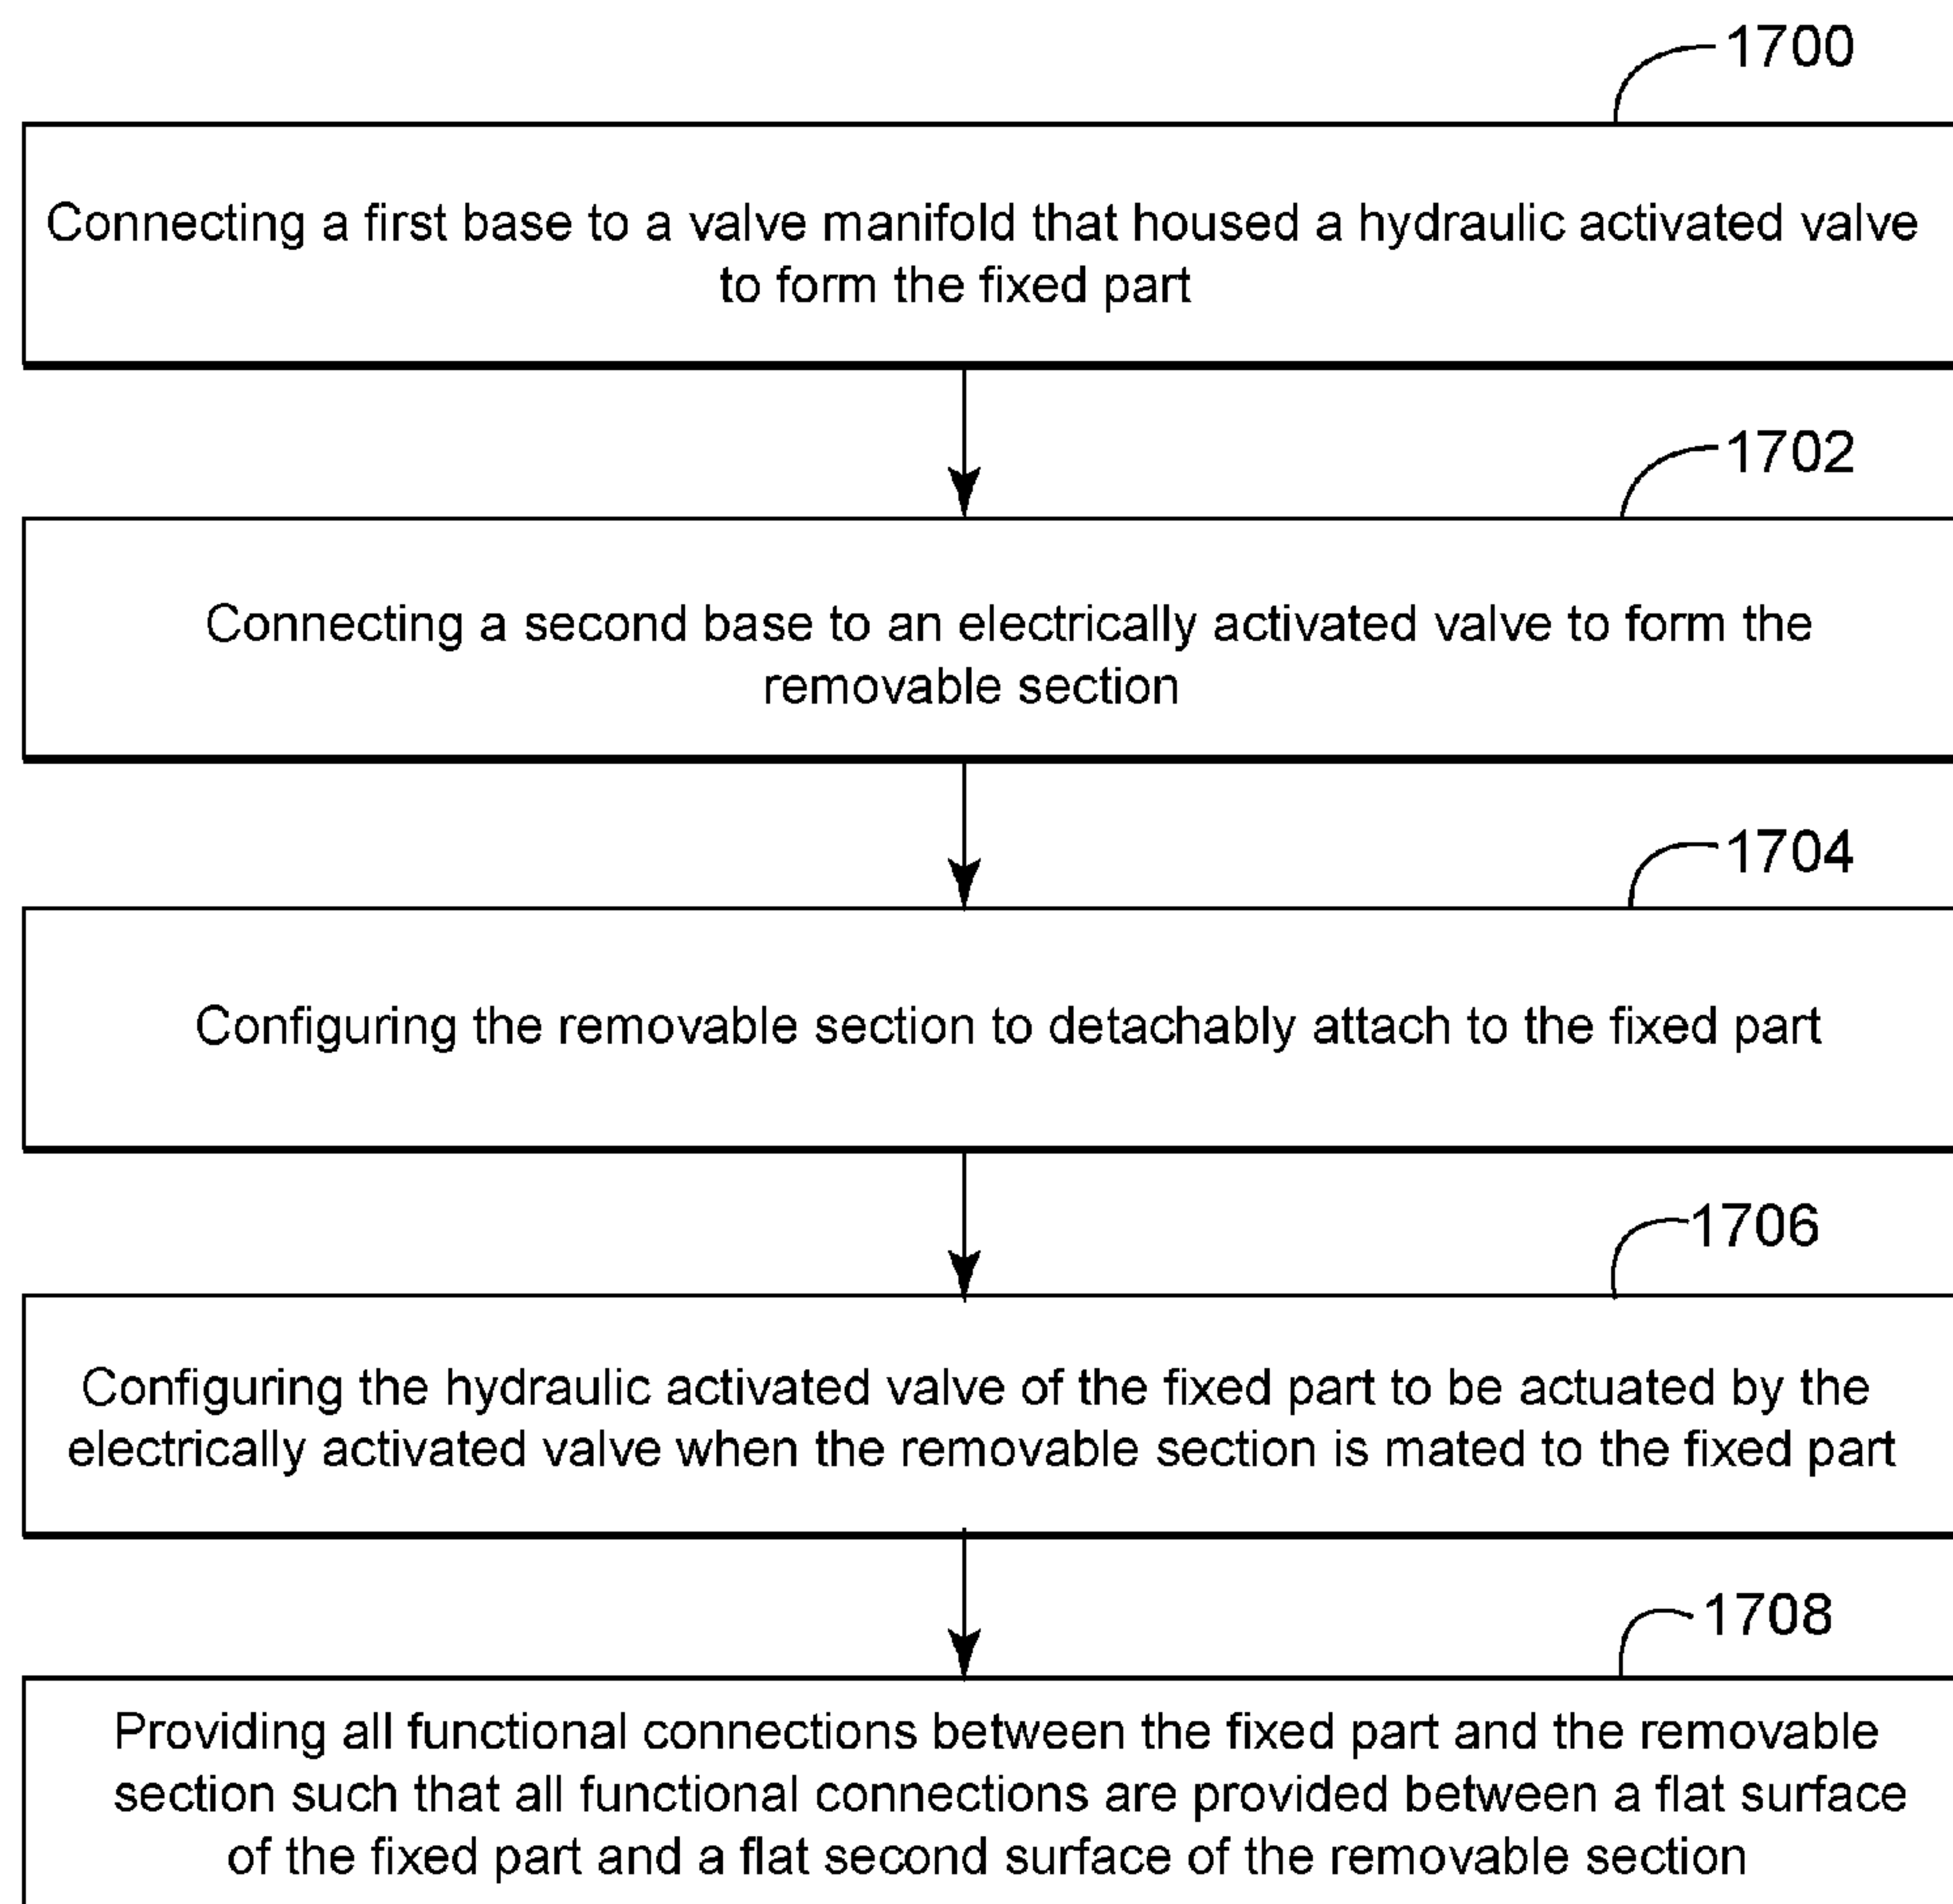 1700
Connecting a first base to a valve manifold that housed a hydraulic activated valve
to form the fixed part
1702
Connecting a second base to an electrically activated valve to form the
removable section
1704
Configuring the removable section to detachably attach to the fixed part
1706
Configuring the hydraulic activated valve of the fixed part to be actuated by the
electrically activated valve when the removable section is mated to the fixed part
1708
Providing all functional connections between the fixed part and the removable
section such that all functional connections are provided between a flat surface
of the fixed part and a flat second surface of the removable section